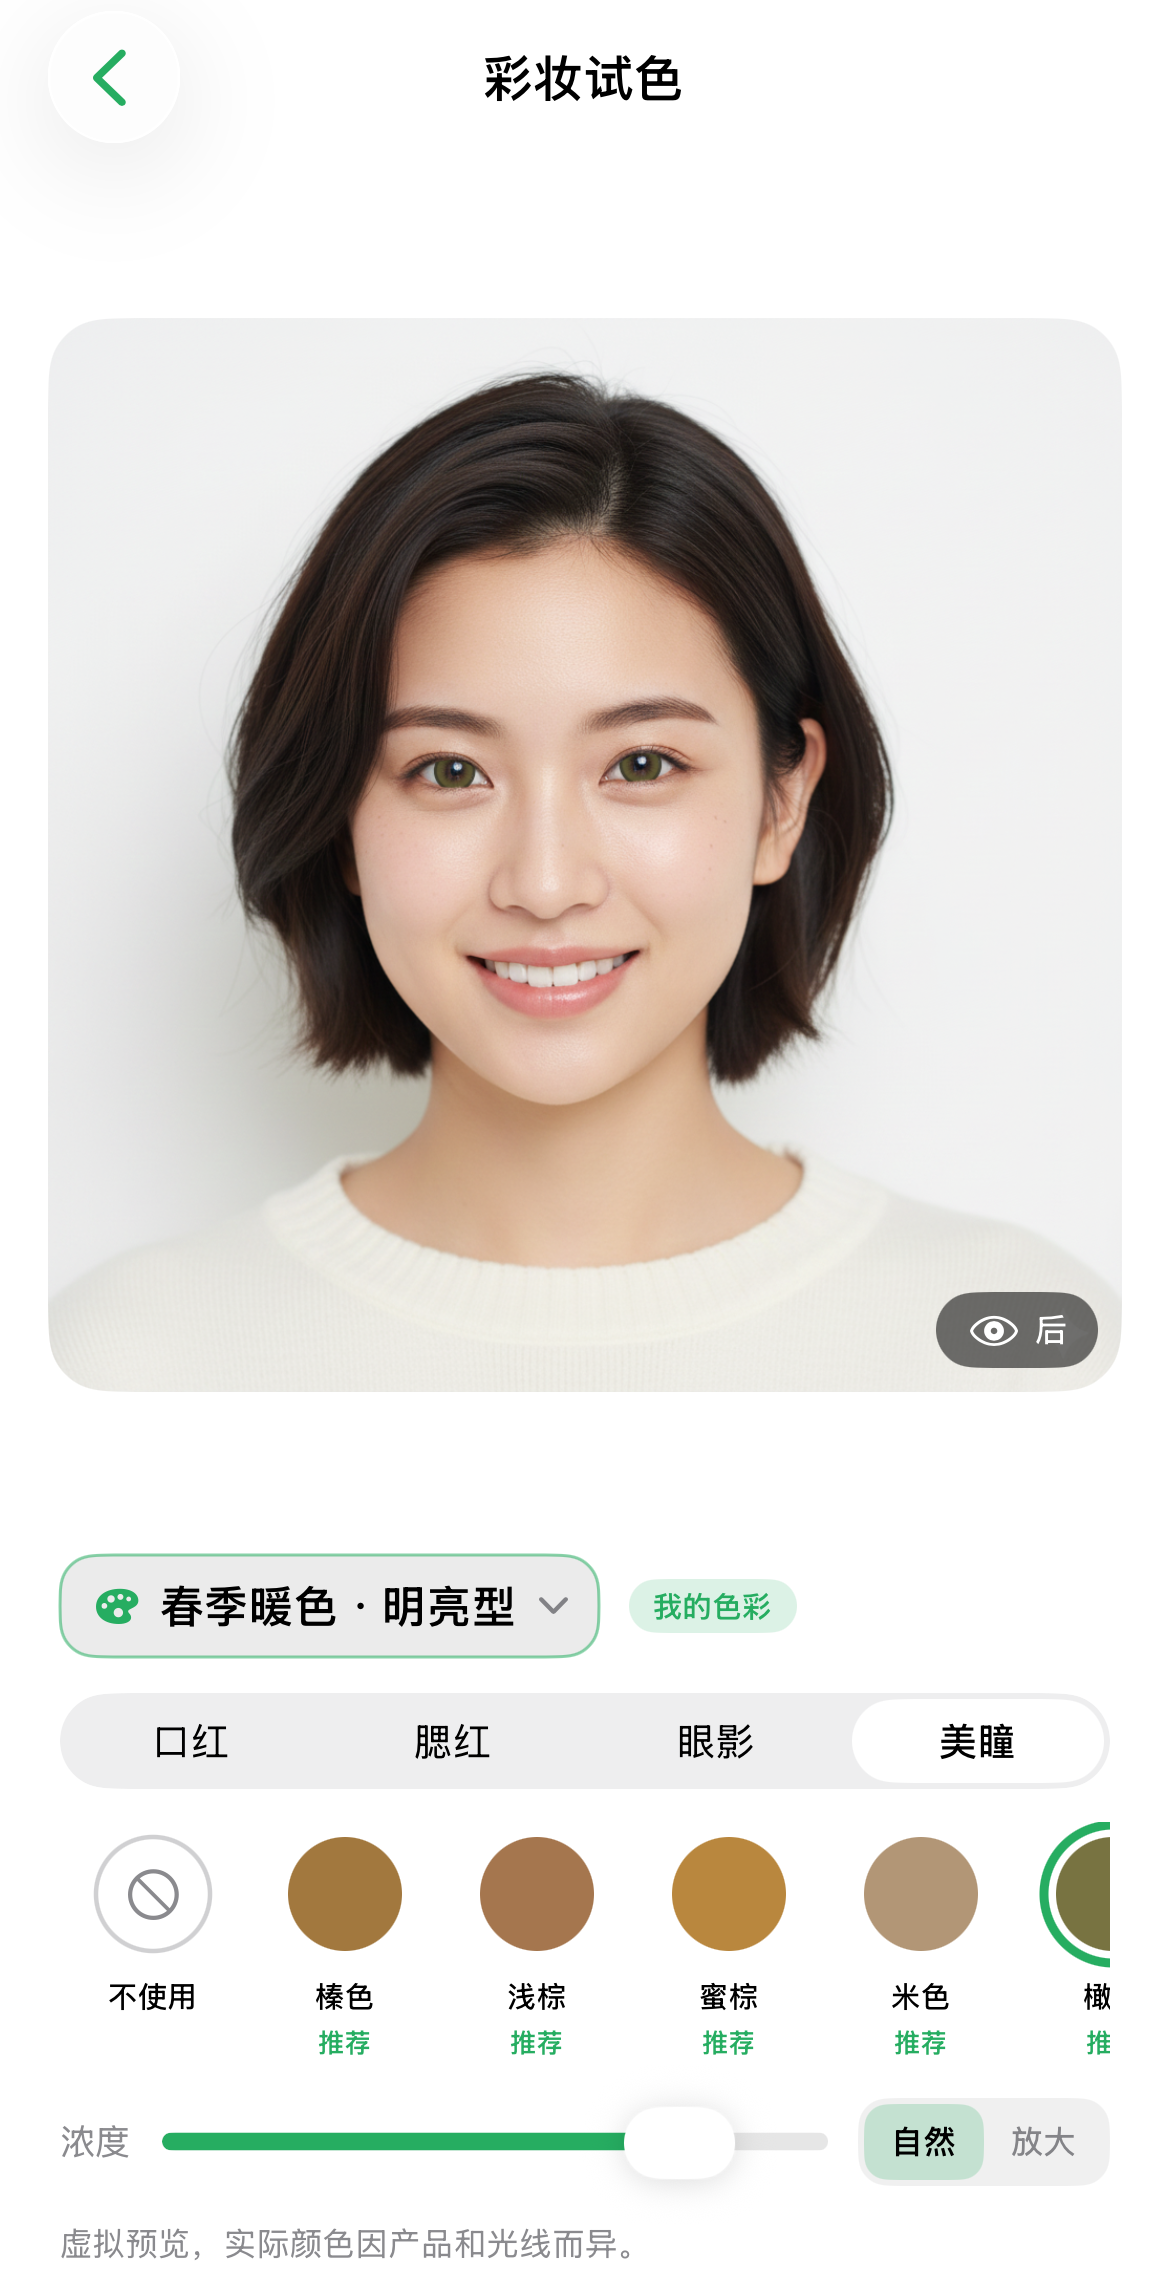 彩妆试色
后
春季暖色 · 明亮型
我的色彩
口红 腮红 眼影 美瞳
不使用 榛色 浅棕 蜜棕 米色 橄
推荐 推荐 推荐 推荐 推
浓度 自然 放大
虚拟预览，实际颜色因产品和光线而异。